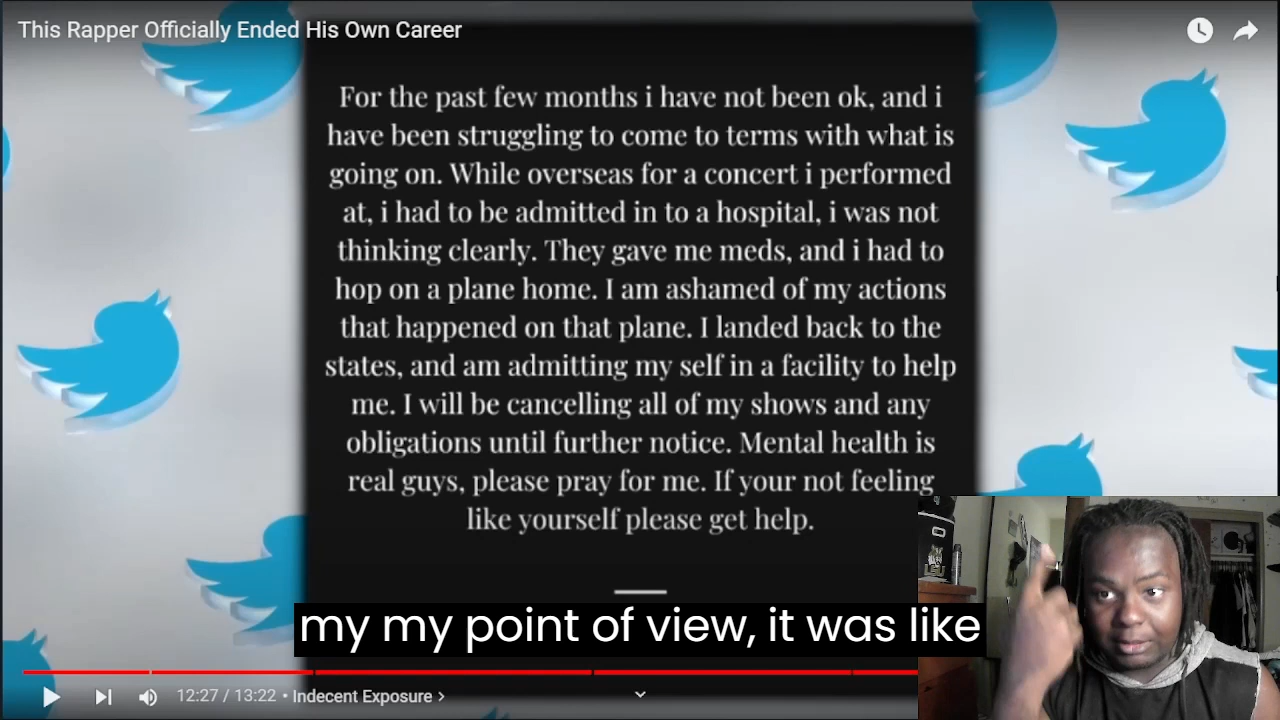 This Rapper Officially Ended His Own Career
For the past few months i have not been ok, and i
have been struggling to come to terms with what is
going on. While overseas for a concert i performed
at, i had to be admitted in to a hospital, i was not
thinking clearly. They gave me meds, and i had to
hop on a plane home. I am ashamed of my actions
that happened on that plane. I landed back to the
states, and am admitting my self in a facility to help
me. I will be cancelling all of my shows and any
obligations until further notice. Mental health is
real guys, please pray for me. If your not feeling
like yourself please get help.
my my point of view, it was like
12:27 / 13:22 • Indecent Exposure ›